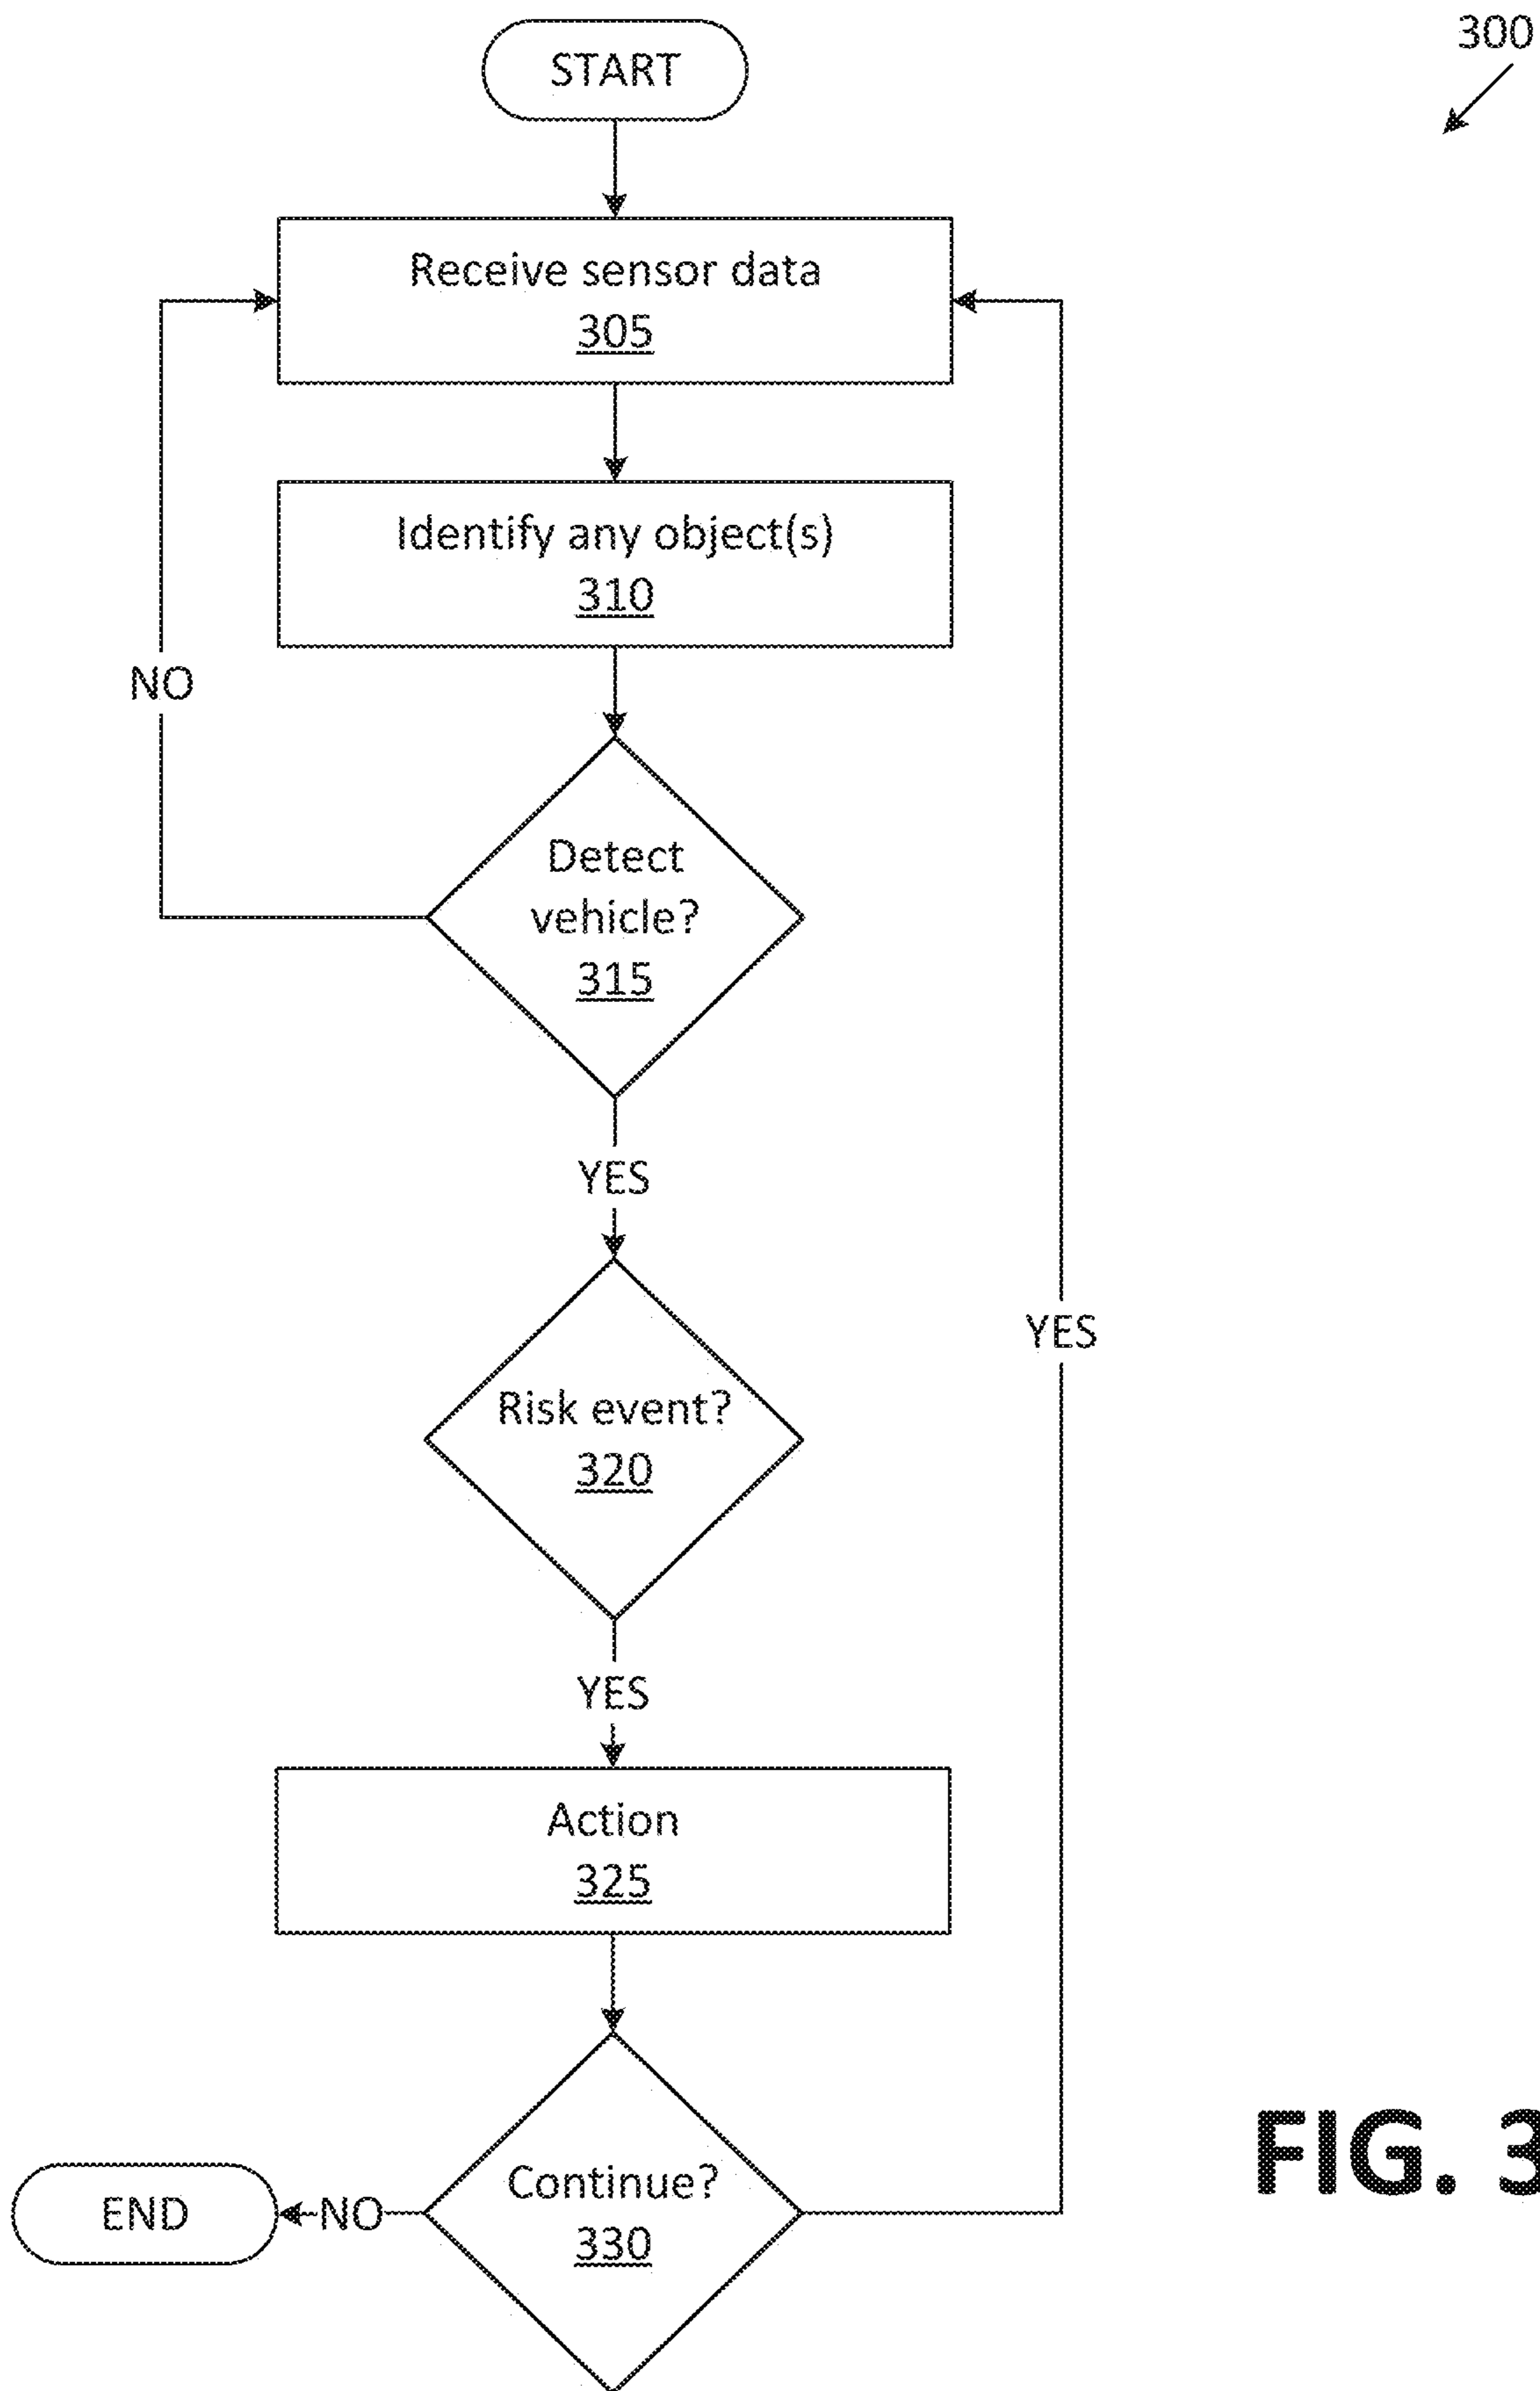 300
START
Receive sensor data
305
Identify any object(s)
310
NO
Detect
vehicle?
315
YES
Risk event?
320
YES
YES
Action
325
Continue?
330
NO
END
FIG. 3